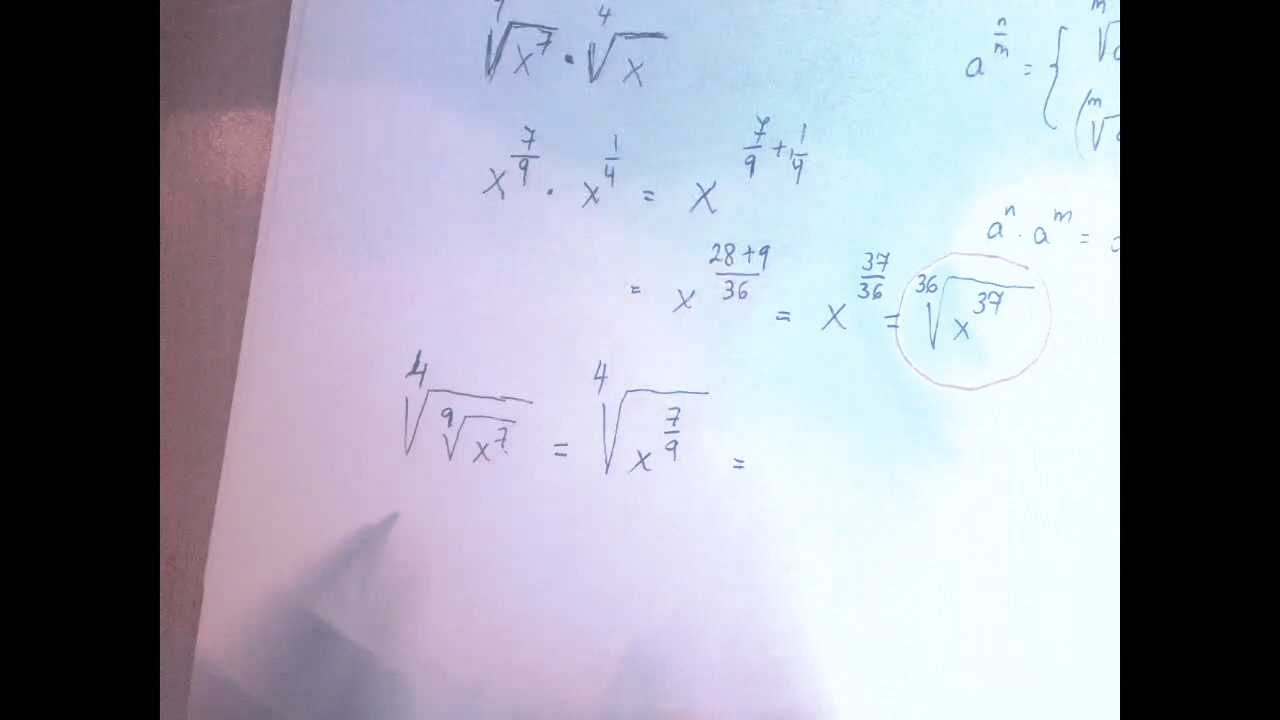 ⁹√x⁷ · ⁴√x
a^(n/m) = {
x^(7/9) · x^(1/4) = x^(7/9 + 1/4)
aⁿ · aᵐ =
= x^((28+9)/36) = x^(37/36) = ³⁶√x³⁷
⁴√(⁹√x⁷) = ⁴√(x^(7/9)) =